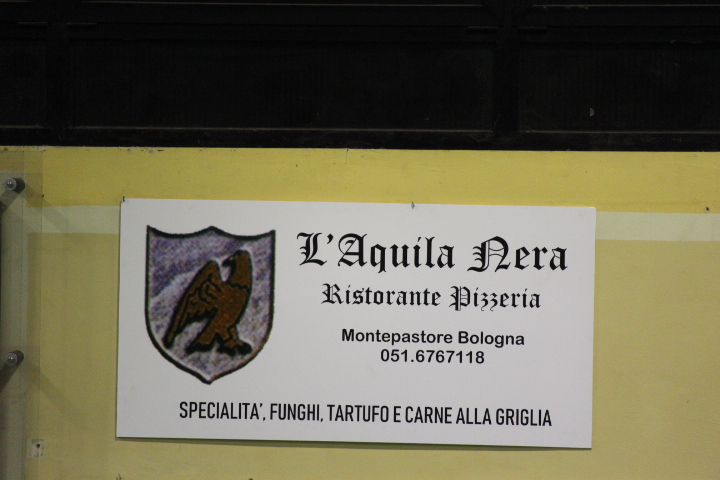 L'Aquila Nera
Ristorante Pizzeria
Montepastore Bologna
051.6767118
SPECIALITA', FUNGHI, TARTUFO E CARNE ALLA GRIGLIA